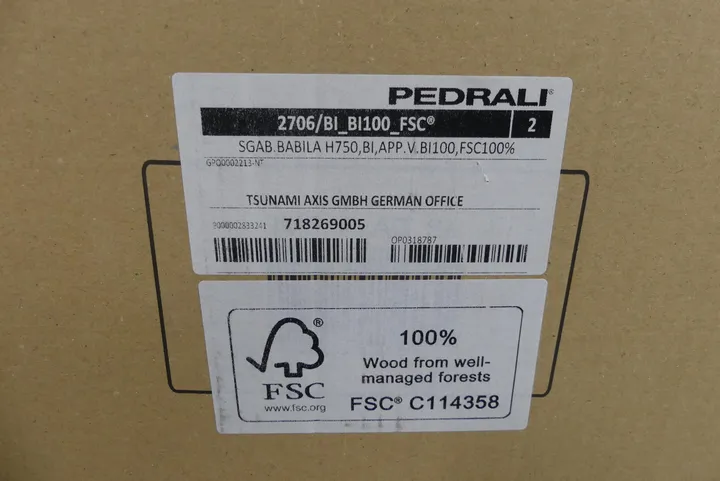 PEDRALI®
2706/BI_BI100_FSC® 2
SGAB.BABILA H750,BI,APP.V.BI100,FSC100%
GPO0002213-NT
TSUNAMI AXIS GMBH GERMAN OFFICE
3000002633241 718269005
OP0318787
100%
Wood from well-
managed forests
FSC® C114358
®
FSC
www.fsc.org